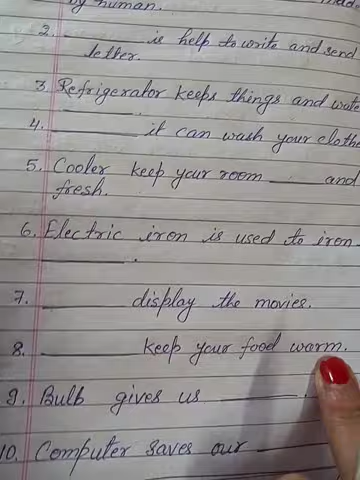 by human.
2. ________ is help to write and send
letter.
3. Refrigerator keeps things and wate
________.
4. ________ it can wash your clothe
5. Cooler keep your room ____ and
fresh.
6. Electric iron is used to iron
________.
7. ________ display the movies.
8. ________ keep your food warm.
9. Bulb gives us ________.
10. Computer saves our ________